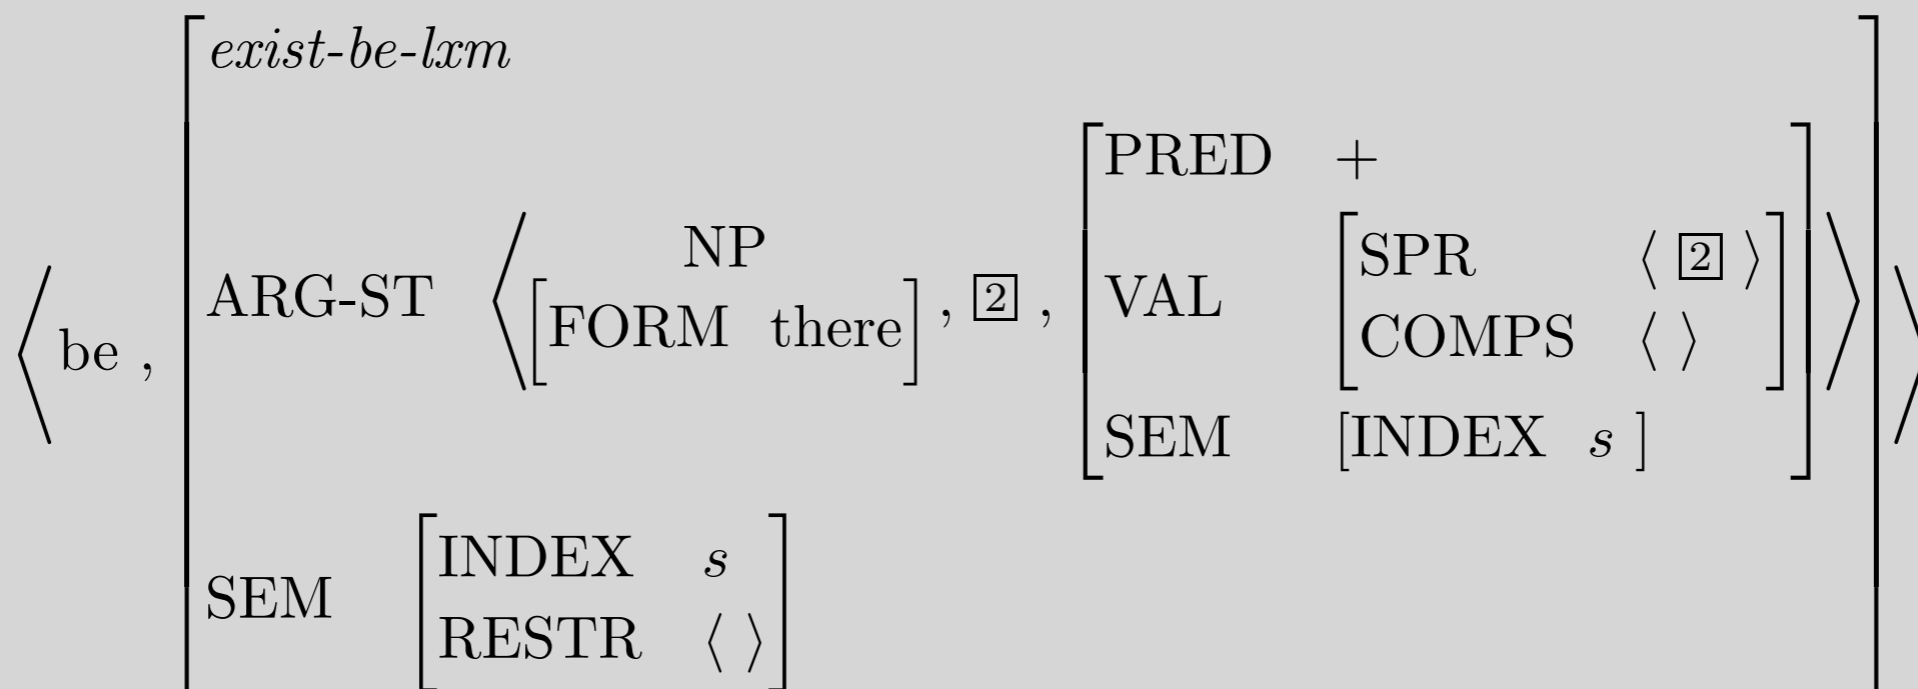 exist-be-lxm
PRED +
NP
SPR ⟨ 2 ⟩
ARG-ST ⟨ [FORM there] , 2 , VAL
COMPS ⟨ ⟩
⟨ be ,
SEM [INDEX s ]
INDEX s
SEM
RESTR ⟨ ⟩